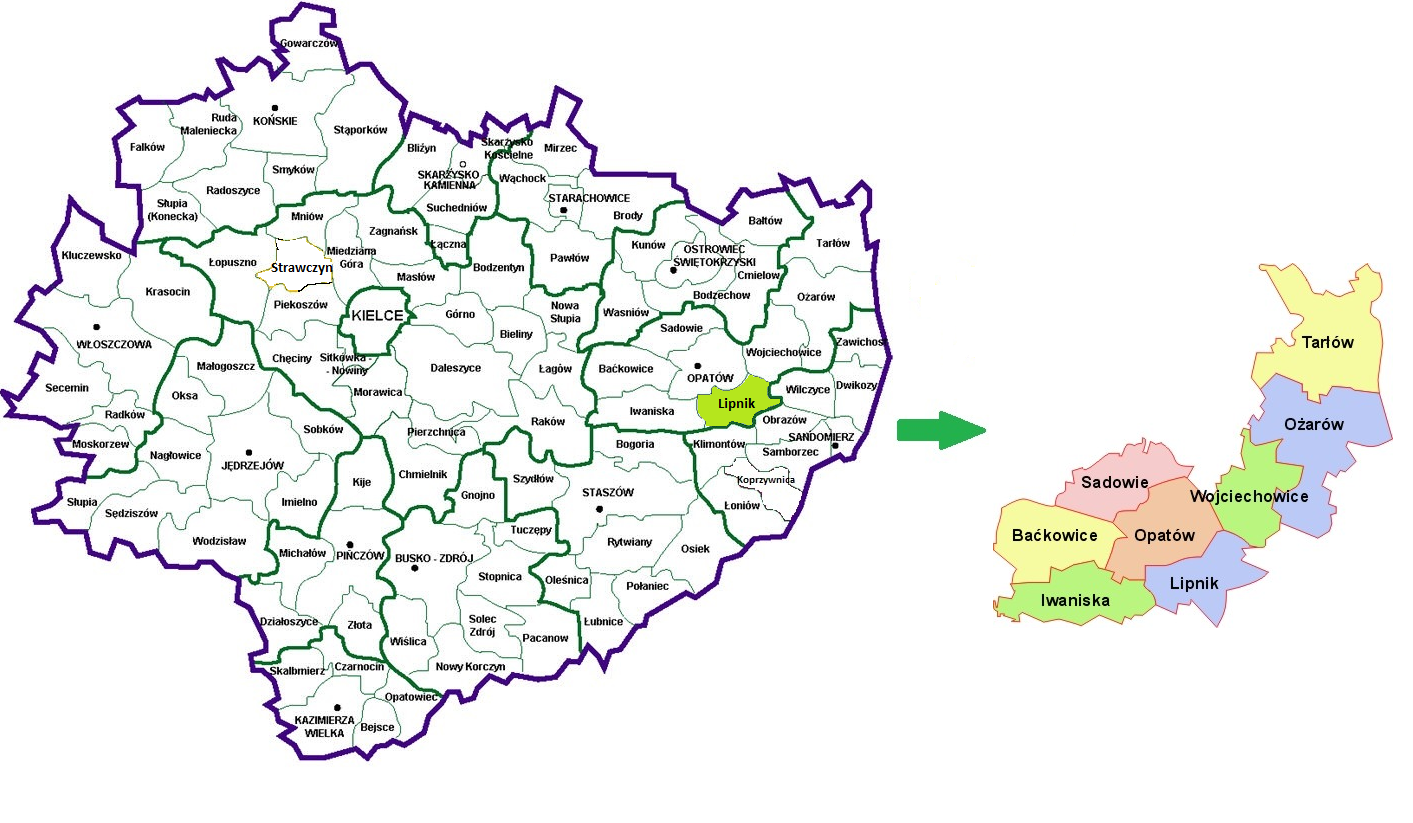 Gowarczów
Ruda
Maleniecka
KOŃSKIE
Stąporków
Fałków
Smyków
Radoszyce
Słupia
(Konecka)
Bliżyn
Skarżysko
Kościelne
Mirzec
SKARŻYSKO
KAMIENNA
Wąchock
STARACHOWICE
Suchedniów
Brody
Mniów
Zagnańsk
Łączna
Bałtów
Tarłów
Kluczewsko
Łopuszno
Strawczyn
Miedziana
Góra
Masłów
Bodzentyn
Pawłów
Kunów
OSTROWIEC
ŚWIĘTOKRZYSKI
Cmielow
Krasocin
Piekoszów
KIELCE
Górno
Nowa
Słupia
Bodzechow
Ożarów
Wasniów
Bieliny
Sadowie
WŁOSZCZOWA
Małogoszcz
Chęciny
Sitkówka -
- Nowiny
Daleszyce
Łagów
Baćkowice
OPATÓW
Wojciechowice
Zawichost
Secemin
Oksa
Morawica
Lipnik
Wilczyce
Dwikozy
Radków
Iwaniska
Obrazów
Moskorzew
Sobków
Pierzchnica
Raków
Bogoria
Klimontów
SANDOMIERZ
Samborzec
Nagłowice
JĘDRZEJÓW
Chmielnik
Kije
Szydłów
Koprzywnica
Gnojno
STASZÓW
Słupia
Sędziszów
Imielno
Łoniów
Wodzisław
Michałów
PIŃCZÓW
BUSKO - ZDRÓJ
Tuczępy
Rytwiany
Osiek
Stopnica
Oleśnica
Połaniec
Działoszyce
Złota
Wiślica
Solec
Zdrój
Pacanow
Łubnice
Skalbmierz
Czarnocin
Nowy Korczyn
Opatowiec
KAZIMIERZA
WIELKA
Bejsce
Tarłów
Ożarów
Sadowie
Wojciechowice
Baćkowice
Opatów
Lipnik
Iwaniska